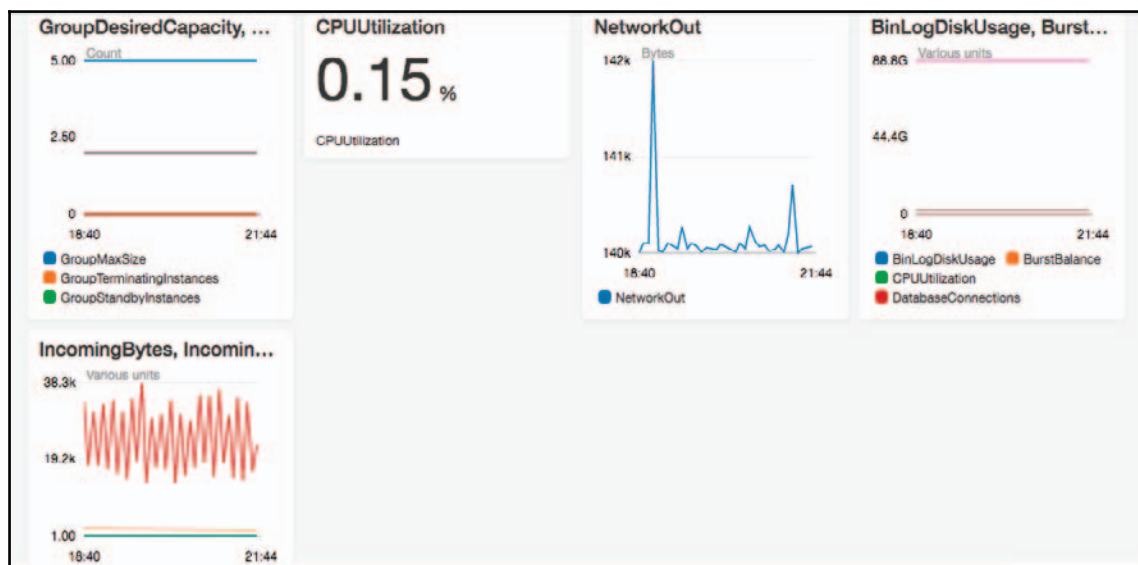 GroupDesiredCapacity, ...
Count
5.00
2.50
0
18:40 21:44
GroupMaxSize
GroupTerminatingInstances
GroupStandbyInstances
CPUUtilization
0.15 %
CPUUtilization
NetworkOut
Bytes
142k
141k
140k
18:40 21:44
NetworkOut
BinLogDiskUsage, Burst...
Various units
88.8G
44.4G
0
18:40 21:44
BinLogDiskUsage BurstBalance
CPUUtilization
DatabaseConnections
IncomingBytes, Incomin...
Various units
38.3k
19.2k
1.00
18:40 21:44